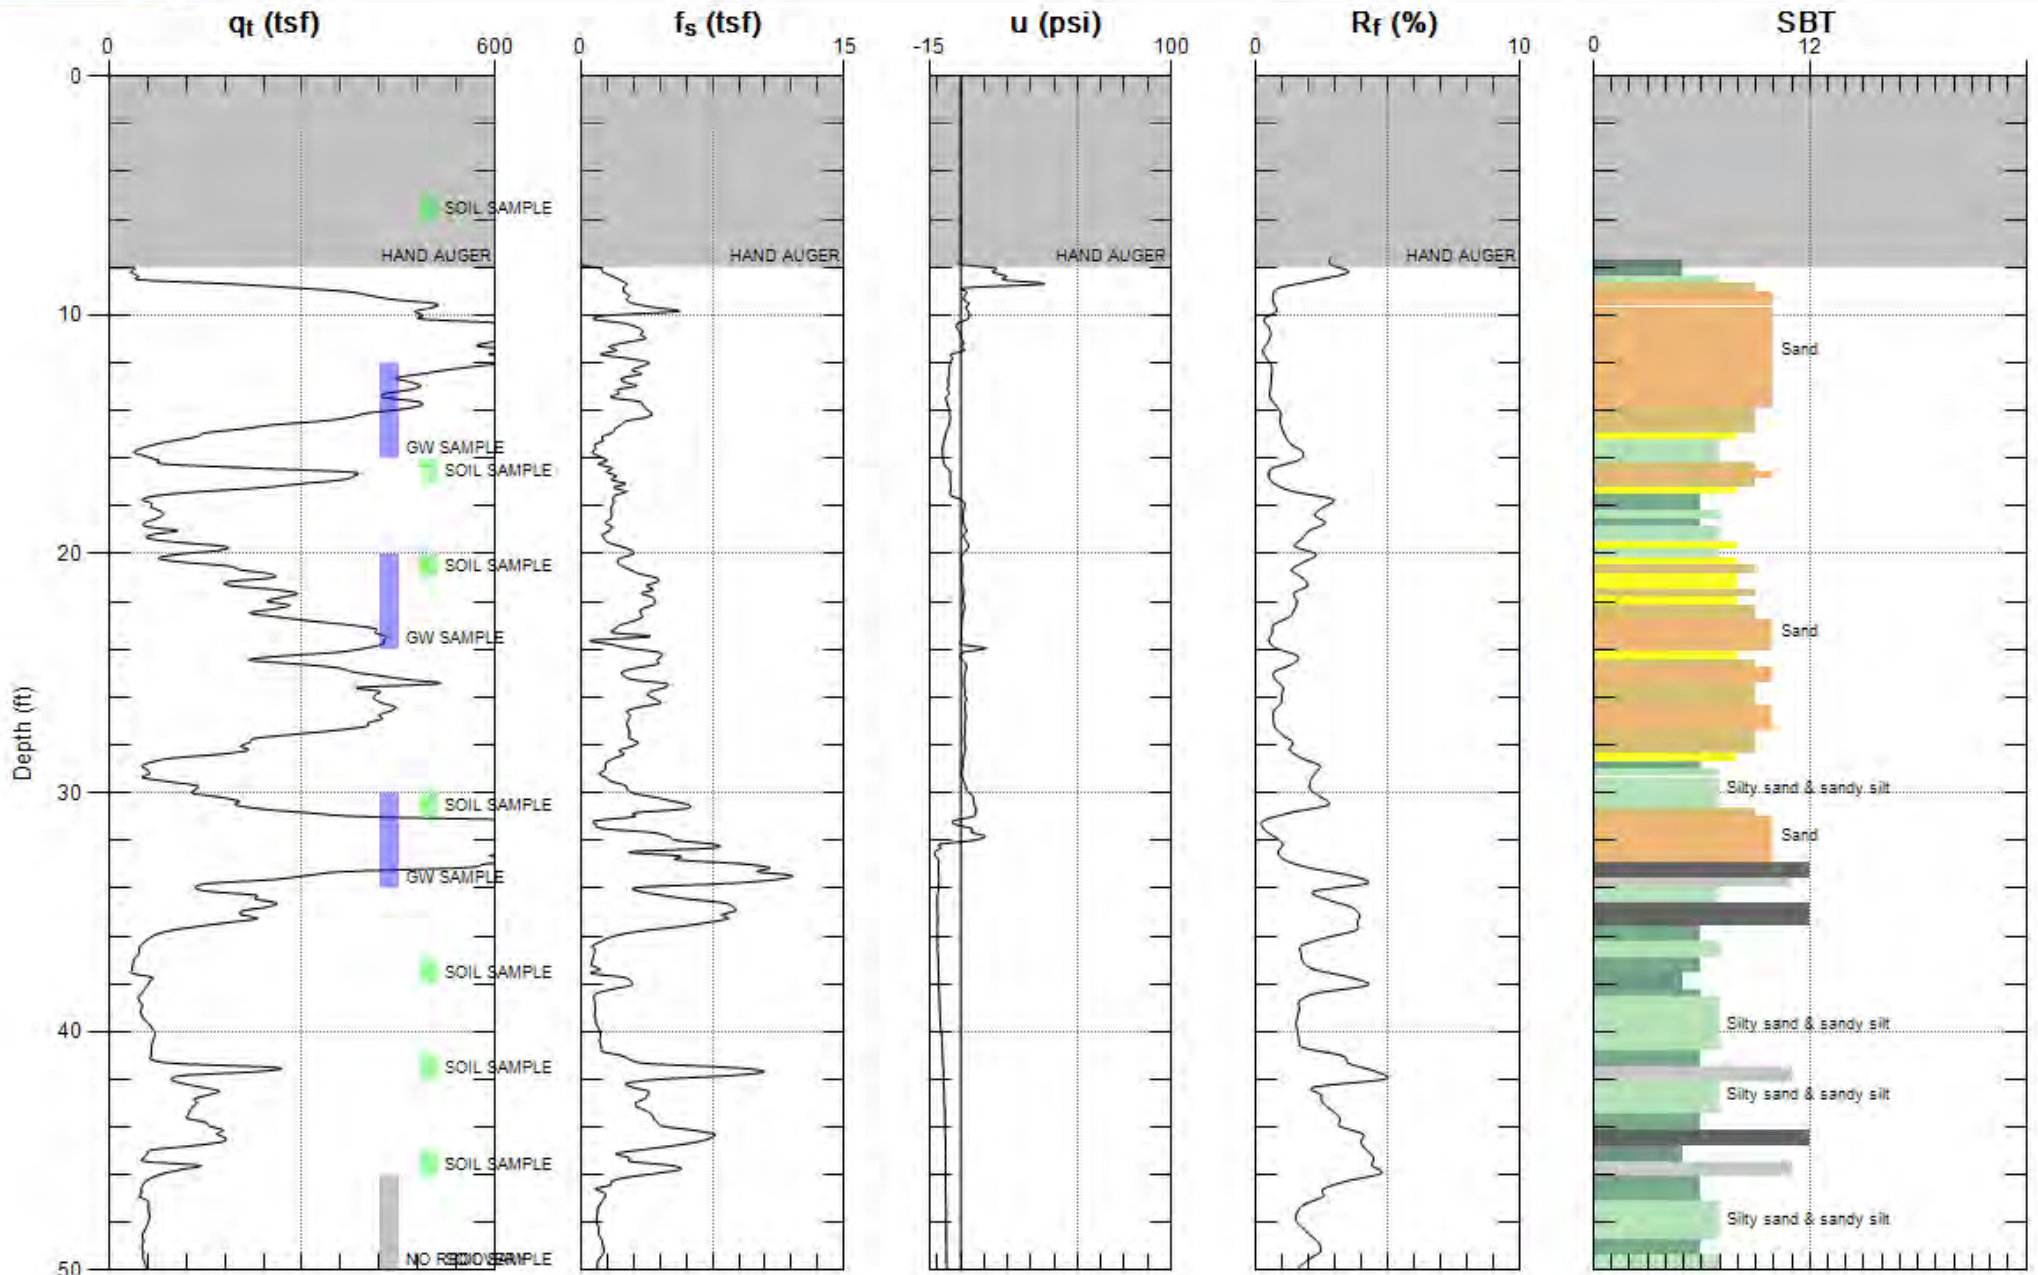 qt (tsf) fs (tsf) u (psi) Rf (%) SBT
0 600 0 15 -15 100 0 10 0 12
0
SOIL SAMPLE
HAND AUGER HAND AUGER HAND AUGER HAND AUGER
10
Sand
GW SAMPLE
SOIL SAMPLE
20
SOIL SAMPLE
Sand
GW SAMPLE
Depth (ft)
Silty sand & sandy silt
30
SOIL SAMPLE
Sand
GW SAMPLE
SOIL SAMPLE
Silty sand & sandy silt
40
SOIL SAMPLE
Silty sand & sandy silt
SOIL SAMPLE
Silty sand & sandy silt
NO SAMPLE
50